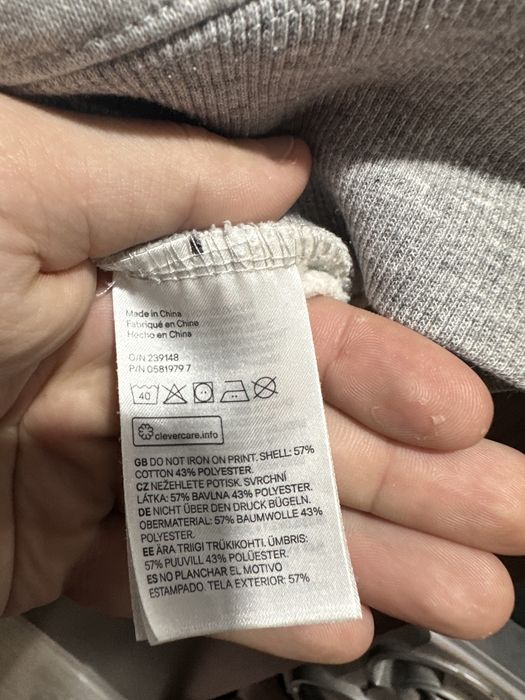 Made in China
Fabriqué en Chine
Hecho en China
O/N 239148
P/N 0581979 7
40
clevercare.info
GB DO NOT IRON ON PRINT. SHELL: 57%
COTTON 43% POLYESTER.
CZ NEŽEHLETE POTISK. SVRCHNÍ
LÁTKA: 57% BAVLNA 43% POLYESTER.
DE NICHT ÜBER DEN DRUCK BÜGELN.
OBERMATERIAL: 57% BAUMWOLLE 43%
POLYESTER.
EE ÄRA TRIIGI TRÜKIKOHTI. ÜMBRIS:
57% PUUVILL 43% POLÜESTER.
ES NO PLANCHAR EL MOTIVO
ESTAMPADO. TELA EXTERIOR: 57%